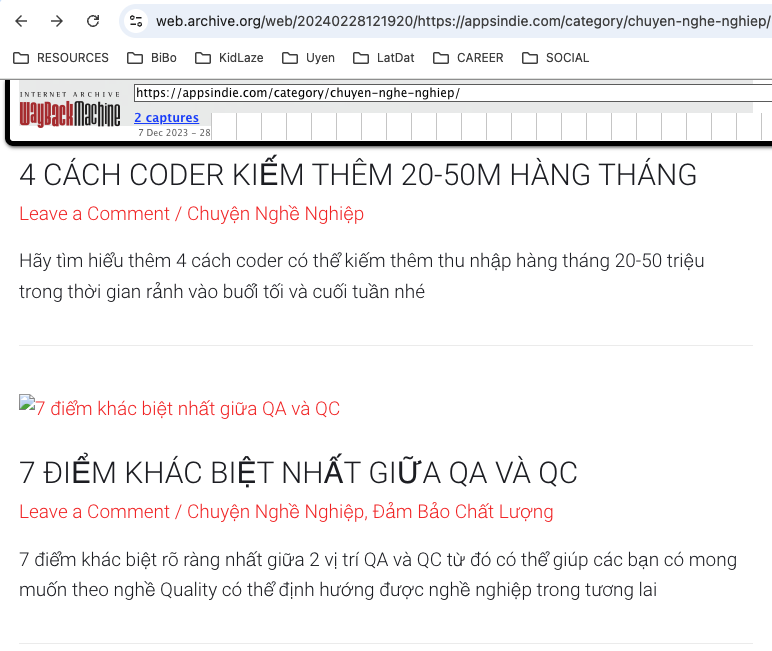 web.archive.org/web/20240228121920/https://appsindie.com/category/chuyen-nghe-nghiep/
RESOURCES BiBo KidLaze Uyen LatDat CAREER SOCIAL
INTERNET ARCHIVE
WayBackMachine
https://appsindie.com/category/chuyen-nghe-nghiep/
2 captures
7 Dec 2023 – 28
4 CÁCH CODER KIẾM THÊM 20-50M HÀNG THÁNG
Leave a Comment / Chuyện Nghề Nghiệp
Hãy tìm hiểu thêm 4 cách coder có thể kiếm thêm thu nhập hàng tháng 20-50 triệu
trong thời gian rảnh vào buổi tối và cuối tuần nhé
7 điểm khác biệt nhất giữa QA và QC
7 ĐIỂM KHÁC BIỆT NHẤT GIỮA QA VÀ QC
Leave a Comment / Chuyện Nghề Nghiệp, Đảm Bảo Chất Lượng
7 điểm khác biệt rõ ràng nhất giữa 2 vị trí QA và QC từ đó có thể giúp các bạn có mong
muốn theo nghề Quality có thể định hướng được nghề nghiệp trong tương lai